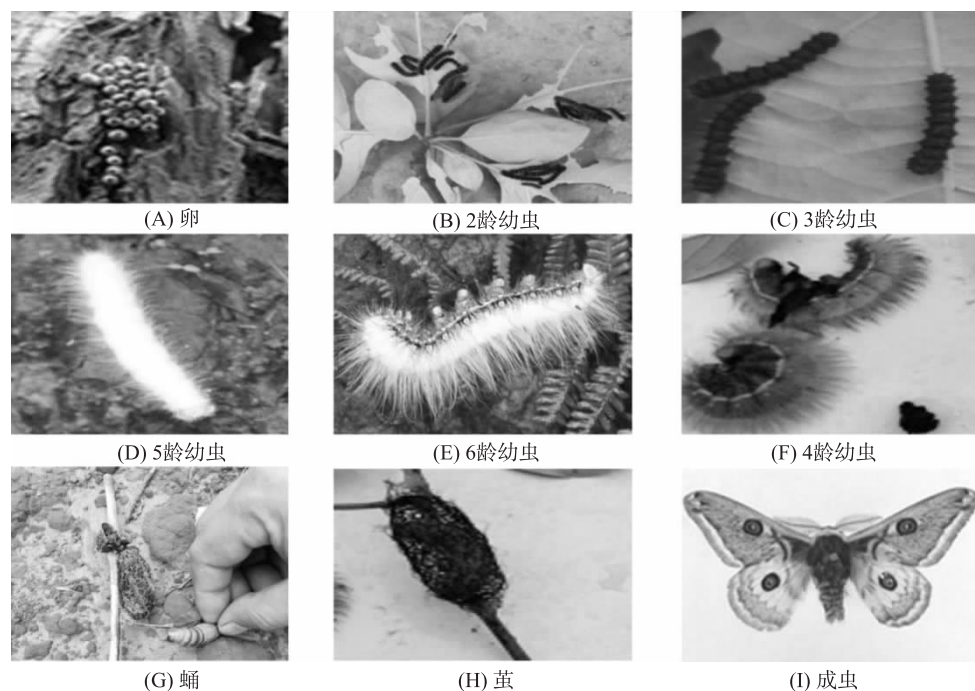 (A) 卵
(B) 2龄幼虫
(C) 3龄幼虫
(D) 5龄幼虫
(E) 6龄幼虫
(F) 4龄幼虫
(G) 蛹
(H) 茧
(I) 成虫